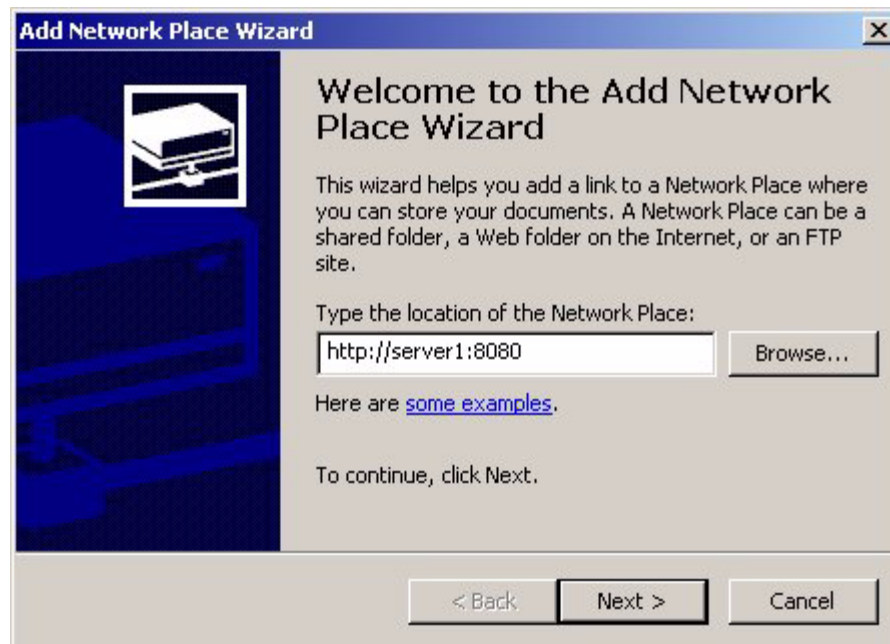 Add Network Place Wizard
Welcome to the Add Network
Place Wizard
This wizard helps you add a link to a Network Place where
you can store your documents. A Network Place can be a
shared folder, a Web folder on the Internet, or an FTP
site.
Type the location of the Network Place:
http://server1:8080
Browse...
Here are some examples.
To continue, click Next.
< Back
Next >
Cancel